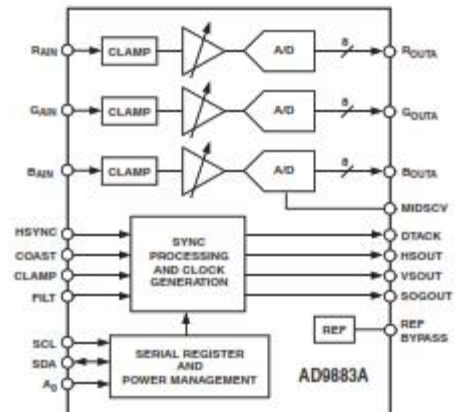 RAIN CLAMP A/D 8 ROUTA
GAIN CLAMP A/D 8 GOUTA
BAIN CLAMP A/D 8 BOUTA
MIDSCV
HSYNC
COAST
CLAMP
FILT
SYNC
PROCESSING
AND CLOCK
GENERATION
DTACK
HSOUT
VSOUT
SOGOUT
REF
REF
BYPASS
SCL
SDA
A0
SERIAL REGISTER
AND
POWER MANAGEMENT
AD9883A